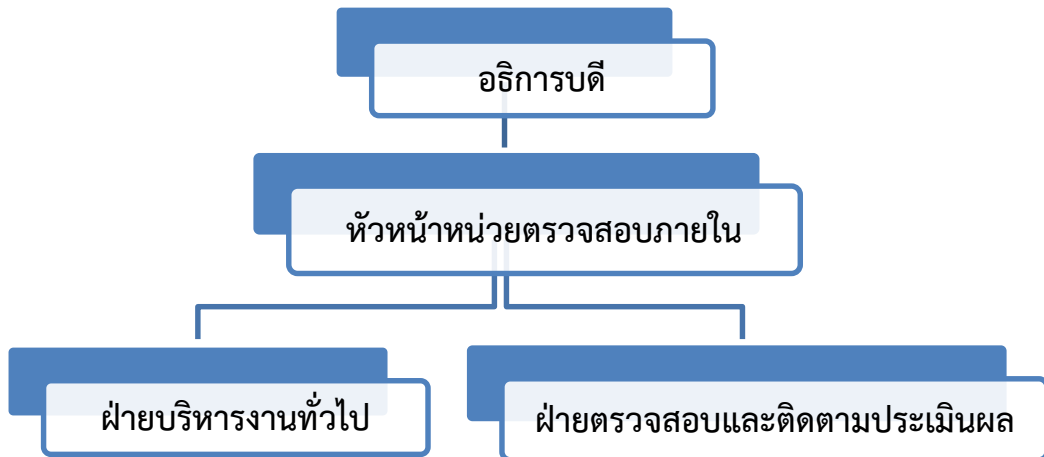 อธิการบดี
หัวหน้าหน่วยตรวจสอบภายใน
ฝ่ายบริหารงานทั่วไป
ฝ่ายตรวจสอบและติดตามประเมินผล